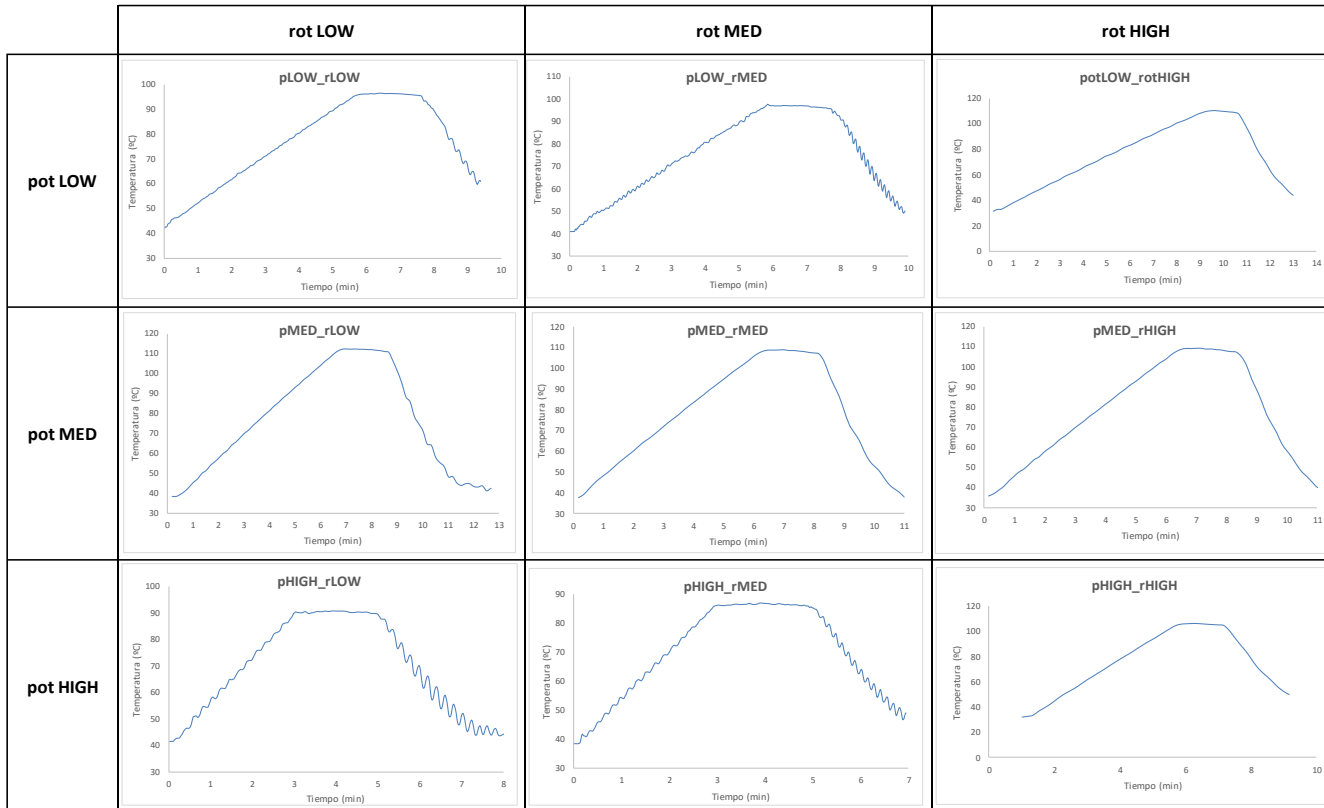 rot LOW
rot MED
rot HIGH
pot LOW
pLOW_rLOW
Temperatura (ºC)
100
90
80
70
60
50
40
30
0 1 2 3 4 5 6 7 8 9 10
Tiempo (min)
pLOW_rMED
Temperatura (ºC)
110
100
90
80
70
60
50
40
30
0 1 2 3 4 5 6 7 8 9 10
Tiempo (min)
potLOW_rotHIGH
Temperatura (ºC)
120
100
80
60
40
20
0
0 1 2 3 4 5 6 7 8 9 10 11 12 13 14
Tiempo (min)
pot MED
pMED_rLOW
Temperatura (ºC)
120
110
100
90
80
70
60
50
40
30
0 1 2 3 4 5 6 7 8 9 10 11 12 13
Tiempo (min)
pMED_rMED
Temperatura (ºC)
120
110
100
90
80
70
60
50
40
30
0 1 2 3 4 5 6 7 8 9 10 11
Tiempo (min)
pMED_rHIGH
Temperatura (ºC)
120
110
100
90
80
70
60
50
40
30
0 1 2 3 4 5 6 7 8 9 10 11
Tiempo (min)
pot HIGH
pHIGH_rLOW
Temperatura (ºC)
100
90
80
70
60
50
40
30
0 1 2 3 4 5 6 7 8
Tiempo (min)
pHIGH_rMED
Temperatura (ºC)
90
80
70
60
50
40
30
0 1 2 3 4 5 6 7
Tiempo (min)
pHIGH_rHIGH
Temperatura (ºC)
120
100
80
60
40
20
0
0 2 4 6 8 10
Tiempo (min)